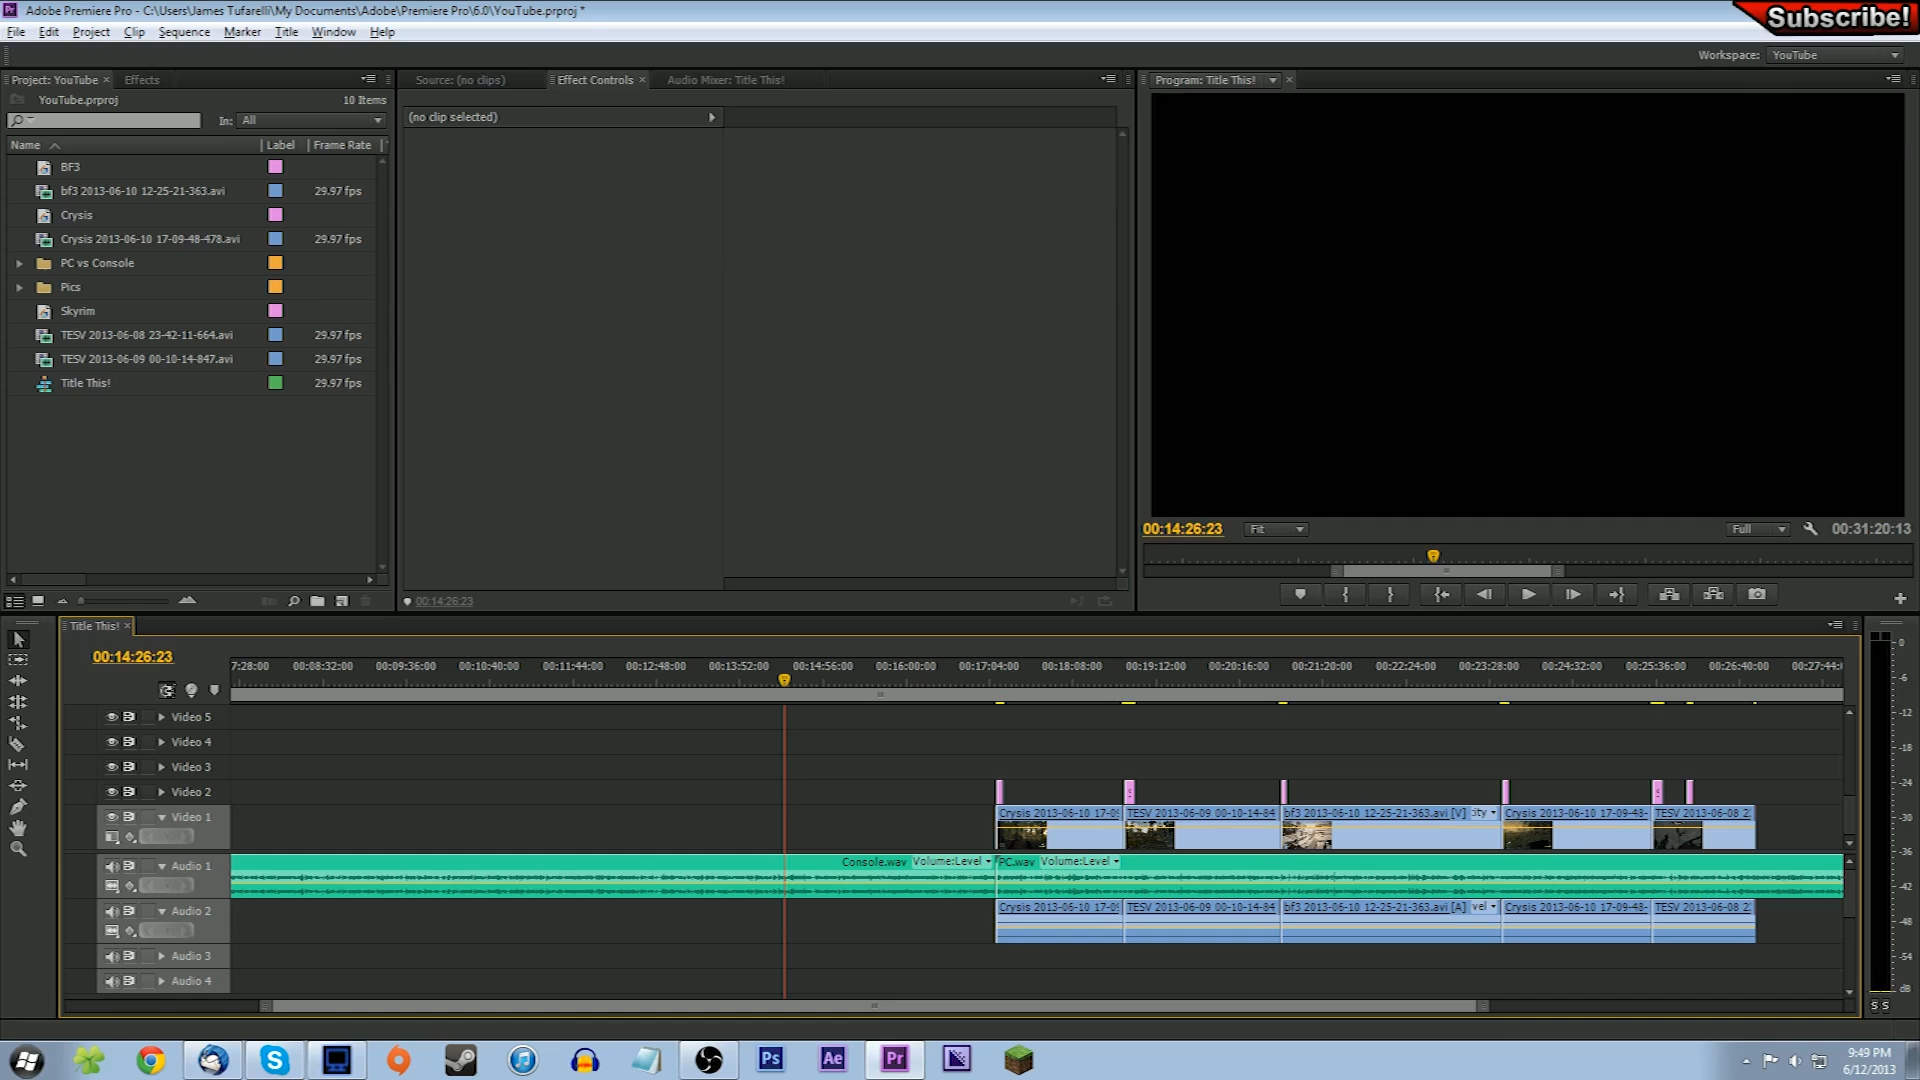 Adobe Premiere Pro - C:\Users\James Tufarelli\My Documents\Adobe\Premiere Pro\6.0\YouTube.prproj *
Subscribe!
File Edit Project Clip Sequence Marker Title Window Help
Workspace: YouTube
Project: YouTube × Effects
Source: (no clips) Effect Controls × Audio Mixer: Title This!
Program: Title This! ×
YouTube.prproj 10 Items
In: All
(no clip selected)
Name Label Frame Rate
BF3
bf3 2013-06-10 12-25-21-363.avi 29.97 fps
Crysis
Crysis 2013-06-10 17-09-48-478.avi 29.97 fps
PC vs Console
Pics
Skyrim
TESV 2013-06-08 23-42-11-664.avi 29.97 fps
TESV 2013-06-09 00-10-14-847.avi 29.97 fps
Title This! 29.97 fps
00:14:26:23 Fit Full 00:31:20:13
00:14:26:23
Title This! ×
00:14:26:23
7:28:00 00:08:32:00 00:09:36:00 00:10:40:00 00:11:44:00 00:12:48:00 00:13:52:00 00:14:56:00 00:16:00:00 00:17:04:00 00:18:08:00 00:19:12:00 00:20:16:00 00:21:20:00 00:22:24:00 00:23:28:00 00:24:32:00 00:25:36:00 00:26:40:00 00:27:44:0
Video 5
Video 4
Video 3
Video 2
Video 1
Crysis 2013-06-10 17-09 TESV 2013-06-09 00-10-14-84 bf3 2013-06-10 12-25-21-363.avi [V] ity Crysis 2013-06-10 17-09-48- TESV 2013-06-08 2
Audio 1
Console.wav Volume:Level PC.wav Volume:Level
Audio 2
Crysis 2013-06-10 17-09 TESV 2013-06-09 00-10-14-84 bf3 2013-06-10 12-25-21-363.avi [A] vel Crysis 2013-06-10 17-09-48- TESV 2013-06-08 2
Audio 3
Audio 4
0
-6
-12
-18
-24
-30
-36
-42
-48
-54
dB
S S
Ps Ae Pr
9:49 PM
6/12/2013